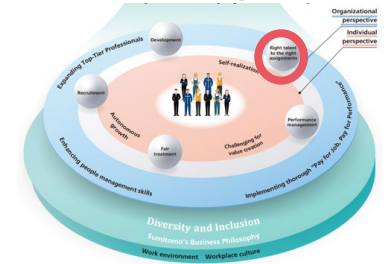 Organizational
perspective
Individual
perspective
Expanding Top-Tier Professionals
Development
Right talent
to the right
assignments
Self-realization
Recruitment
Performance
management
Autonomous
growth
Fair
treatment
Challenging for
value creation
Enhancing people management skills
Implementing thorough "Pay for Job, Pay for Performance"
Diversity and Inclusion
Sumitomo's Business Philosophy
Work environment Workplace culture